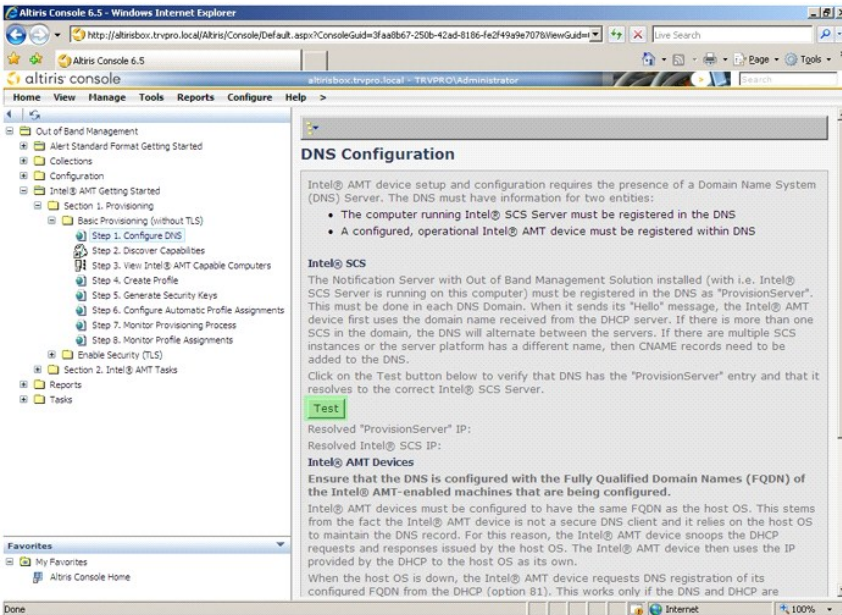 Altiris Console 6.5 - Windows Internet Explorer
http://altirisbox.trvpro.local/Altiris/Console/Default.aspx?ConsoleGuid=3faa8b67-250b-42ad-8186-fe2f49a9e707&ViewGuid=
Live Search
Altiris Console 6.5
Page
Tools
altiris console
altirisbox.trvpro.local - TRVPRO\Administrator
Search
Home View Manage Tools Reports Configure Help >
Out of Band Management
Alert Standard Format Getting Started
Collections
Configuration
Intel® AMT Getting Started
Section 1. Provisioning
Basic Provisioning (without TLS)
Step 1. Configure DNS
Step 2. Discover Capabilities
Step 3. View Intel® AMT Capable Computers
Step 4. Create Profile
Step 5. Generate Security Keys
Step 6. Configure Automatic Profile Assignments
Step 7. Monitor Provisioning Process
Step 8. Monitor Profile Assignments
Enable Security (TLS)
Section 2. Intel® AMT Tasks
Reports
Tasks
Favorites
My Favorites
Altiris Console Home
DNS Configuration
Intel® AMT device setup and configuration requires the presence of a Domain Name System
(DNS) Server. The DNS must have information for two entities:
• The computer running Intel® SCS Server must be registered in the DNS
• A configured, operational Intel® AMT device must be registered within DNS
Intel® SCS
The Notification Server with Out of Band Management Solution installed (with i.e. Intel®
SCS Server is running on this computer) must be registered in the DNS as "ProvisionServer".
This must be done in each DNS Domain. When it sends its "Hello" message, the Intel® AMT
device first uses the domain name received from the DHCP server. If there is more than one
SCS in the domain, the DNS will alternate between the servers. If there are multiple SCS
instances or the server platform has a different name, then CNAME records need to be
added to the DNS.
Click on the Test button below to verify that DNS has the "ProvisionServer" entry and that it
resolves to the correct Intel® SCS Server.
Test
Resolved "ProvisionServer" IP:
Resolved Intel® SCS IP:
Intel® AMT Devices
Ensure that the DNS is configured with the Fully Qualified Domain Names (FQDN) of
the Intel® AMT-enabled machines that are being configured.
Intel® AMT devices must be configured to have the same FQDN as the host OS. This stems
from the fact the Intel® AMT device is not a secure DNS client and it relies on the host OS
to maintain the DNS record. For this reason, the Intel® AMT device snoops the DHCP
requests and responses issued by the host OS. The Intel® AMT device then uses the IP
provided by the DHCP to the host OS as its own.
When the host OS is down, the Intel® AMT device requests DNS registration of its
configured FQDN from the DHCP (option 81). This works only if the DNS and DHCP are
Done
Internet
100%